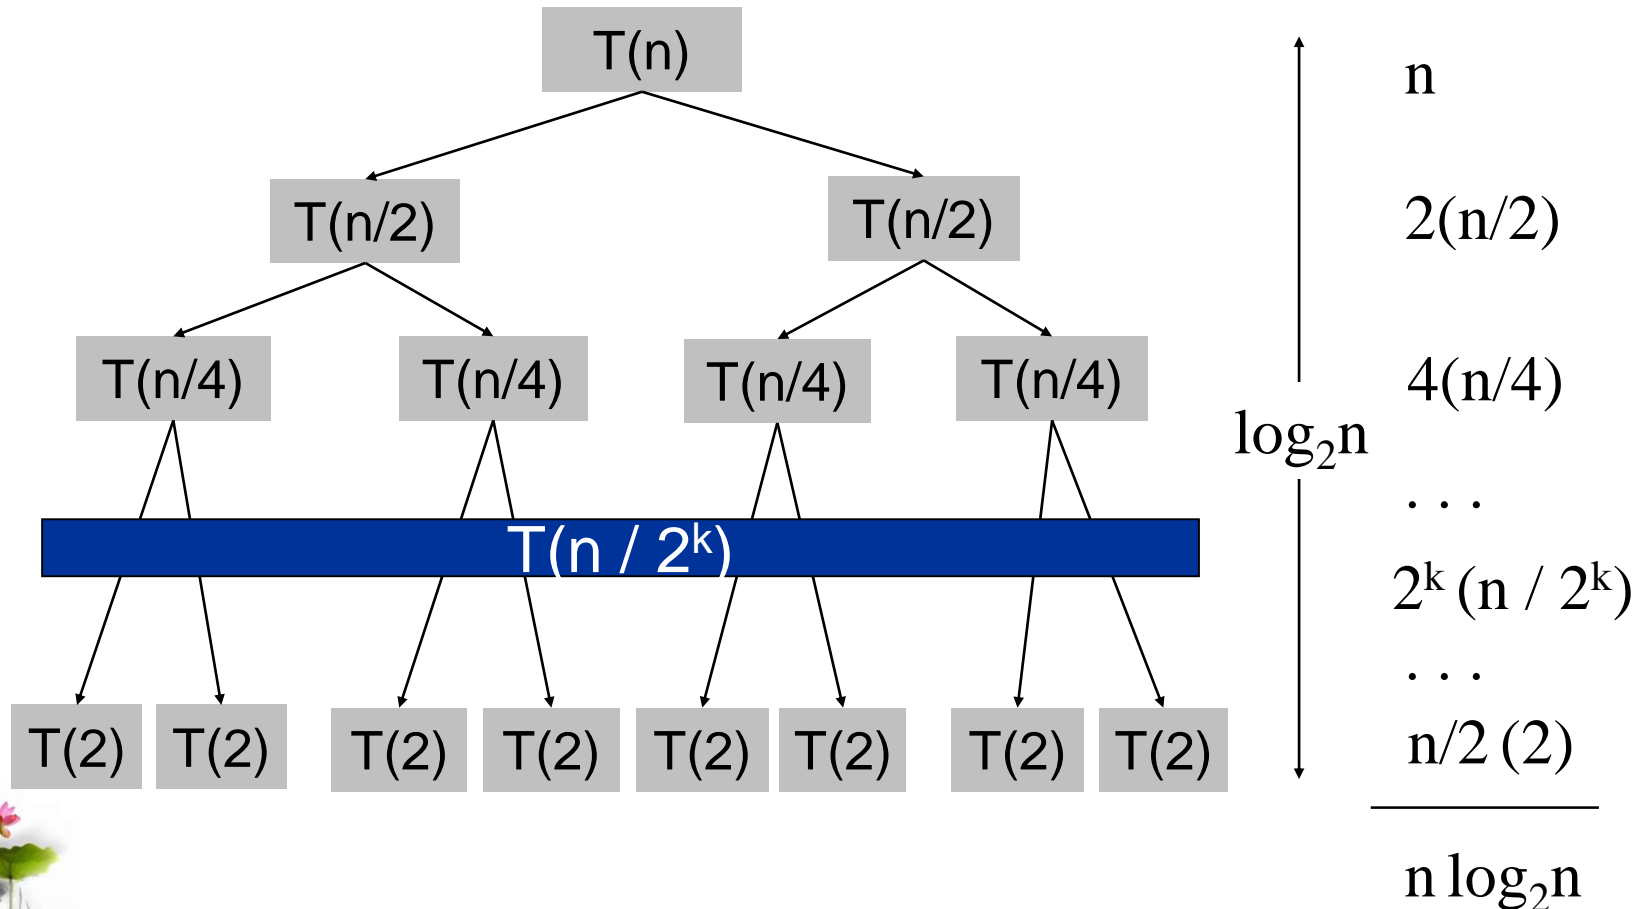 T(n) n
T(n/2) T(n/2) 2(n/2)
T(n/4) T(n/4) T(n/4) T(n/4) 4(n/4)
log₂n
. . .
T(n / 2ᵏ) 2ᵏ (n / 2ᵏ)
. . .
T(2) T(2) T(2) T(2) T(2) T(2) T(2) T(2) n/2 (2)
n log₂n